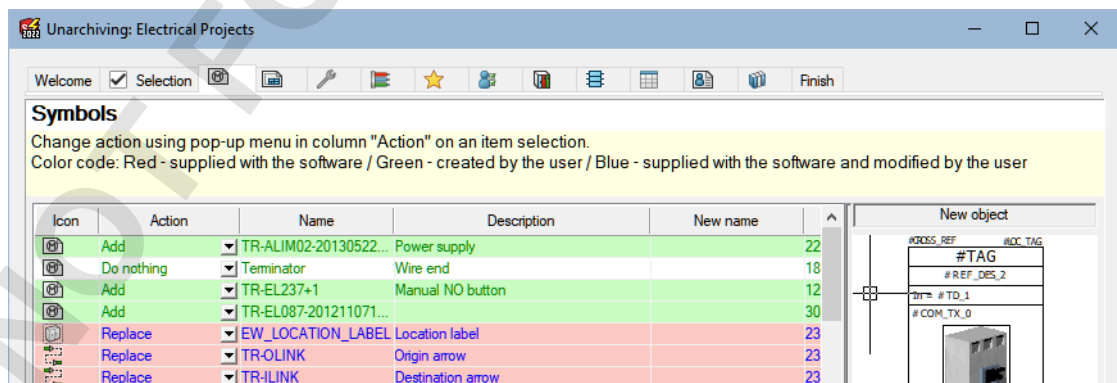 Unarchiving: Electrical Projects
Welcome Selection Finish
Symbols
Change action using pop-up menu in column "Action" on an item selection.
Color code: Red - supplied with the software / Green - created by the user / Blue - supplied with the software and modified by the user
Icon Action Name Description New name New object
Add TR-ALIM02-20130522... Power supply 22
Do nothing Terminator Wire end 18
Add TR-EL237+1 Manual NO button 12
Add TR-EL087-201211071... 30
Replace EW_LOCATION_LABEL Location label 23
Replace TR-OLINK Origin arrow 23
Replace TR-ILINK Destination arrow 23
#CROSS_REF #LOC_TAG
#TAG
#REF_DES_2
#TD_1
#COM_TX_0